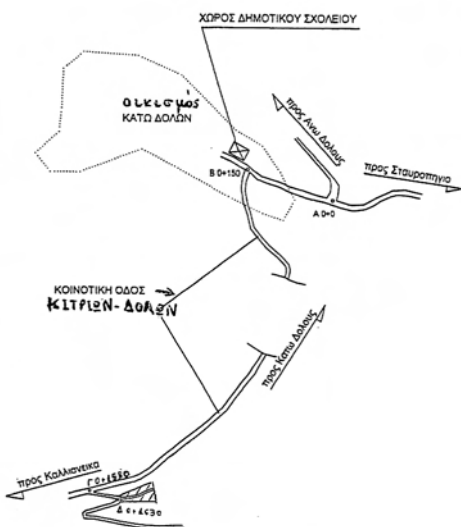 ΧΩΡΟΣ ΔΗΜΟΤΙΚΟΥ ΣΧΟΛΕΙΟΥ
οικισμός
ΚΑΤΩ ΔΟΛΩΝ
προς Ανω Δολους
προς Σταυροπηγιο
Β 0+150
Α 0+0
ΚΟΙΝΟΤΙΚΗ ΟΔΟΣ
ΚΙΤΡΙΩΝ-ΔΟΛΩΝ
προς Κατω Δολους
προς Καλλιανεικα